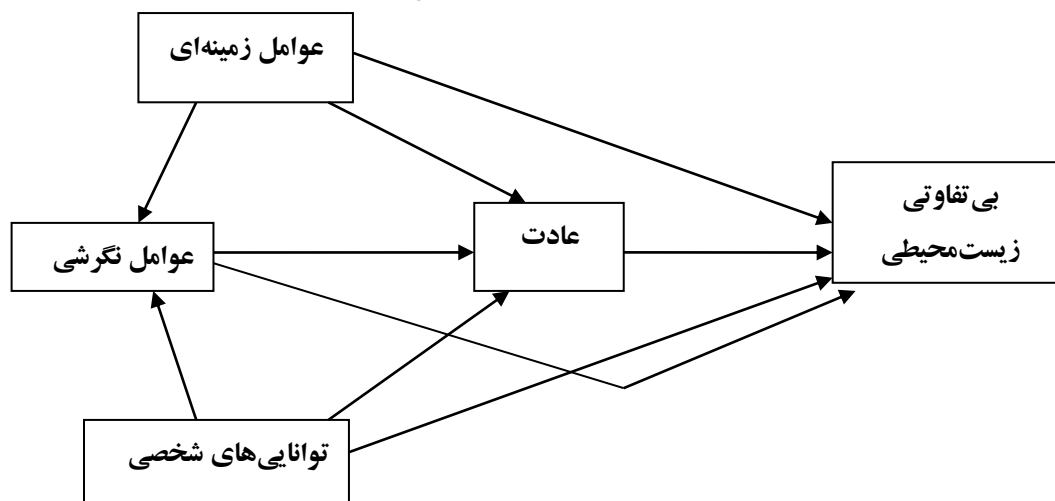 عوامل زمینه‌ای
بی‌تفاوتی
زیست‌محیطی
عادت
عوامل نگرشی
توانایی‌های شخصی